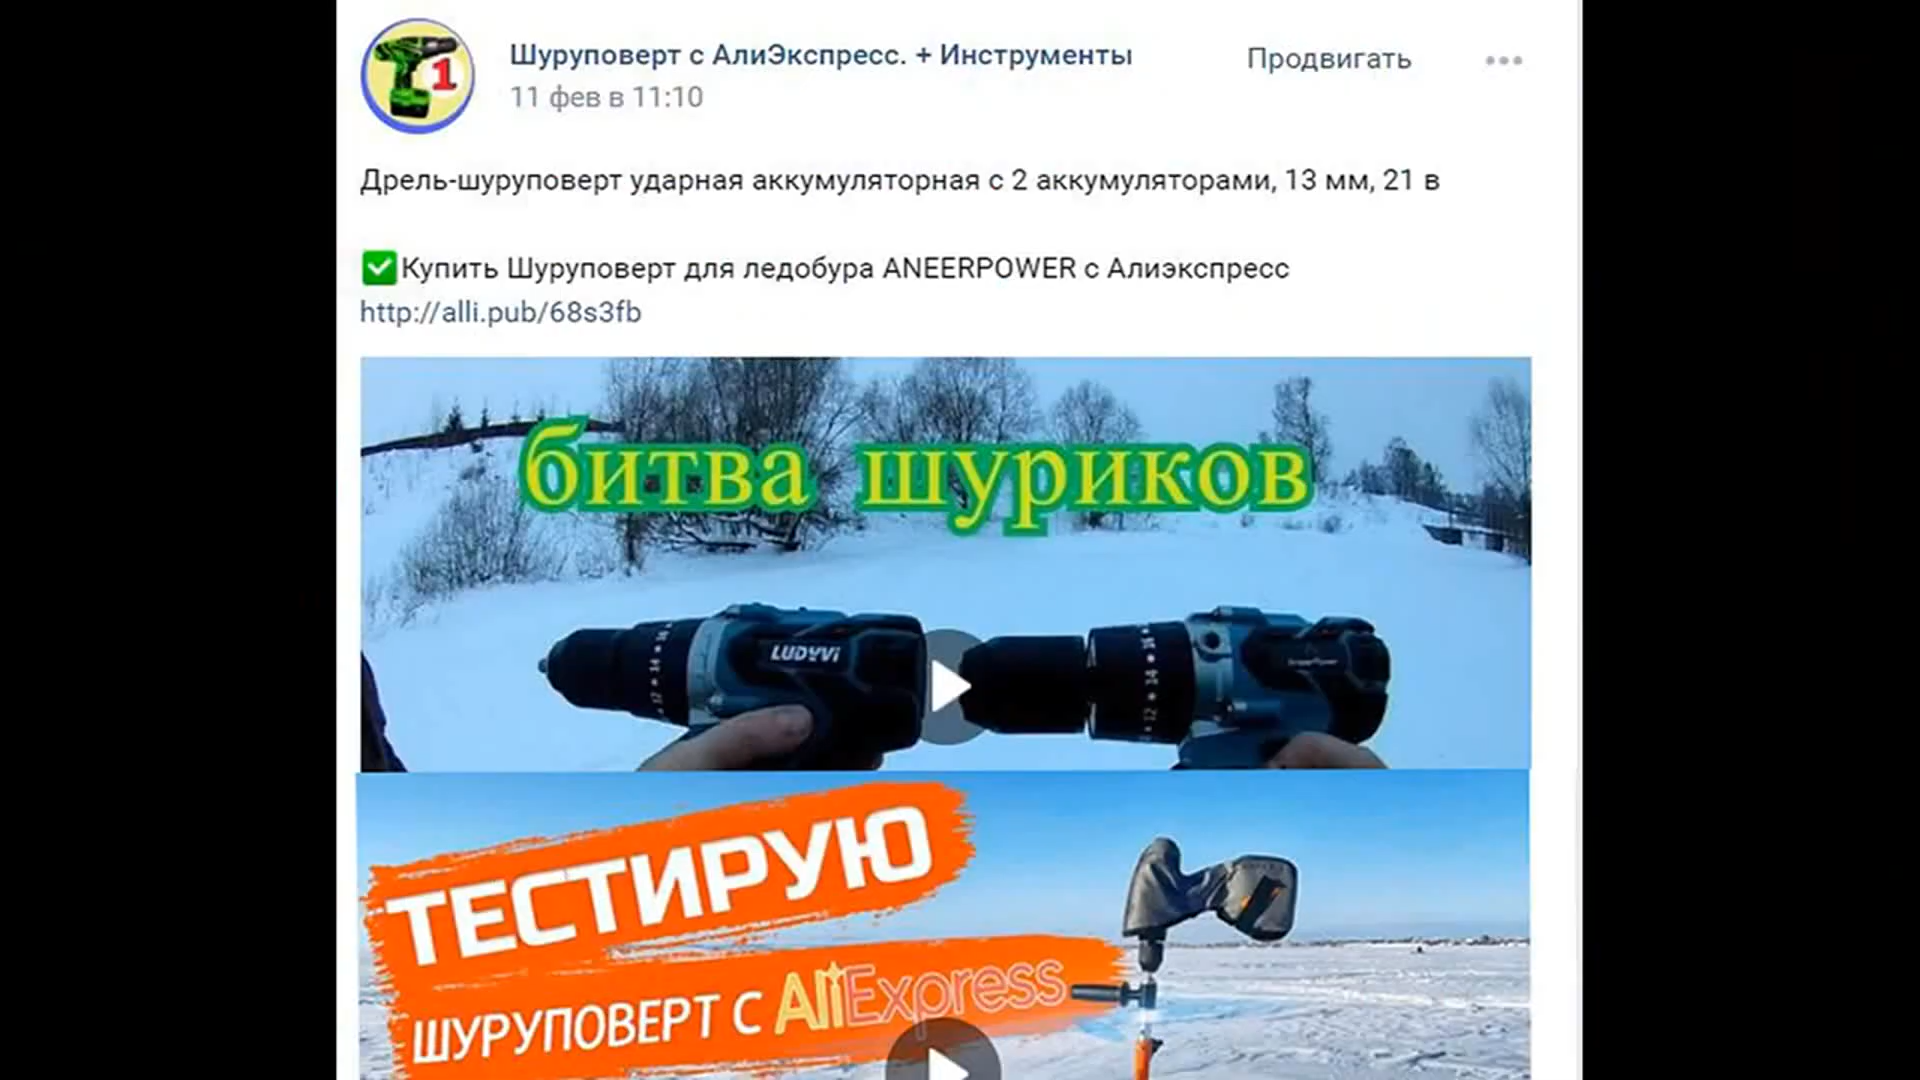 1
Шуруповерт с АлиЭкспресс. + Инструменты
Продвигать
11 фев в 11:10
Дрель-шуруповерт ударная аккумуляторная с 2 аккумуляторами, 13 мм, 21 в
✅Купить Шуруповерт для ледобура ANEERPOWER с Алиэкспресс
http://alli.pub/68s3fb
битва шуриков
LUDYVI
ТЕСТИРУЮ
ШУРУПОВЕРТ С AliExpress